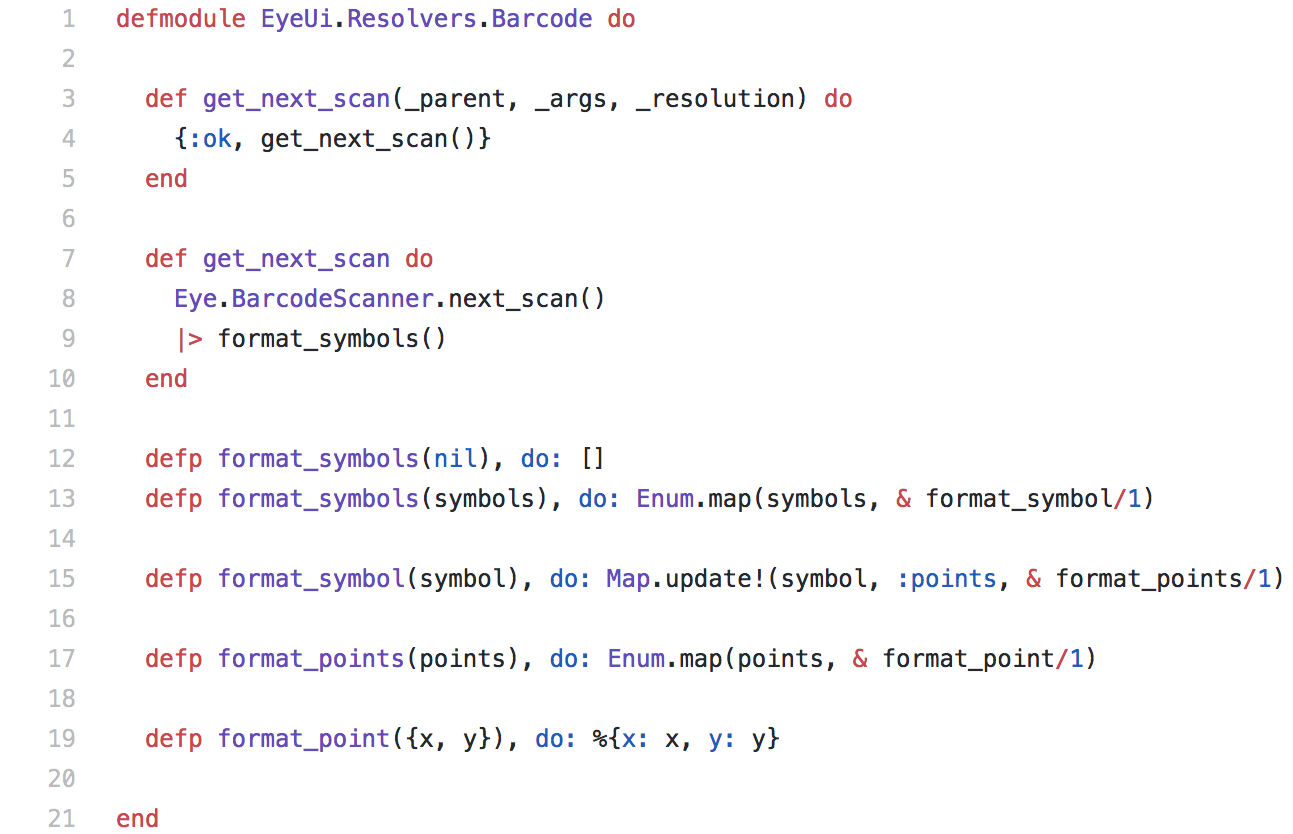 1 defmodule EyeUi.Resolvers.Barcode do
2
3   def get_next_scan(_parent, _args, _resolution) do
4     {:ok, get_next_scan()}
5   end
6
7   def get_next_scan do
8     Eye.BarcodeScanner.next_scan()
9     |> format_symbols()
10   end
11
12   defp format_symbols(nil), do: []
13   defp format_symbols(symbols), do: Enum.map(symbols, & format_symbol/1)
14
15   defp format_symbol(symbol), do: Map.update!(symbol, :points, & format_points/1)
16
17   defp format_points(points), do: Enum.map(points, & format_point/1)
18
19   defp format_point({x, y}), do: %{x: x, y: y}
20
21 end